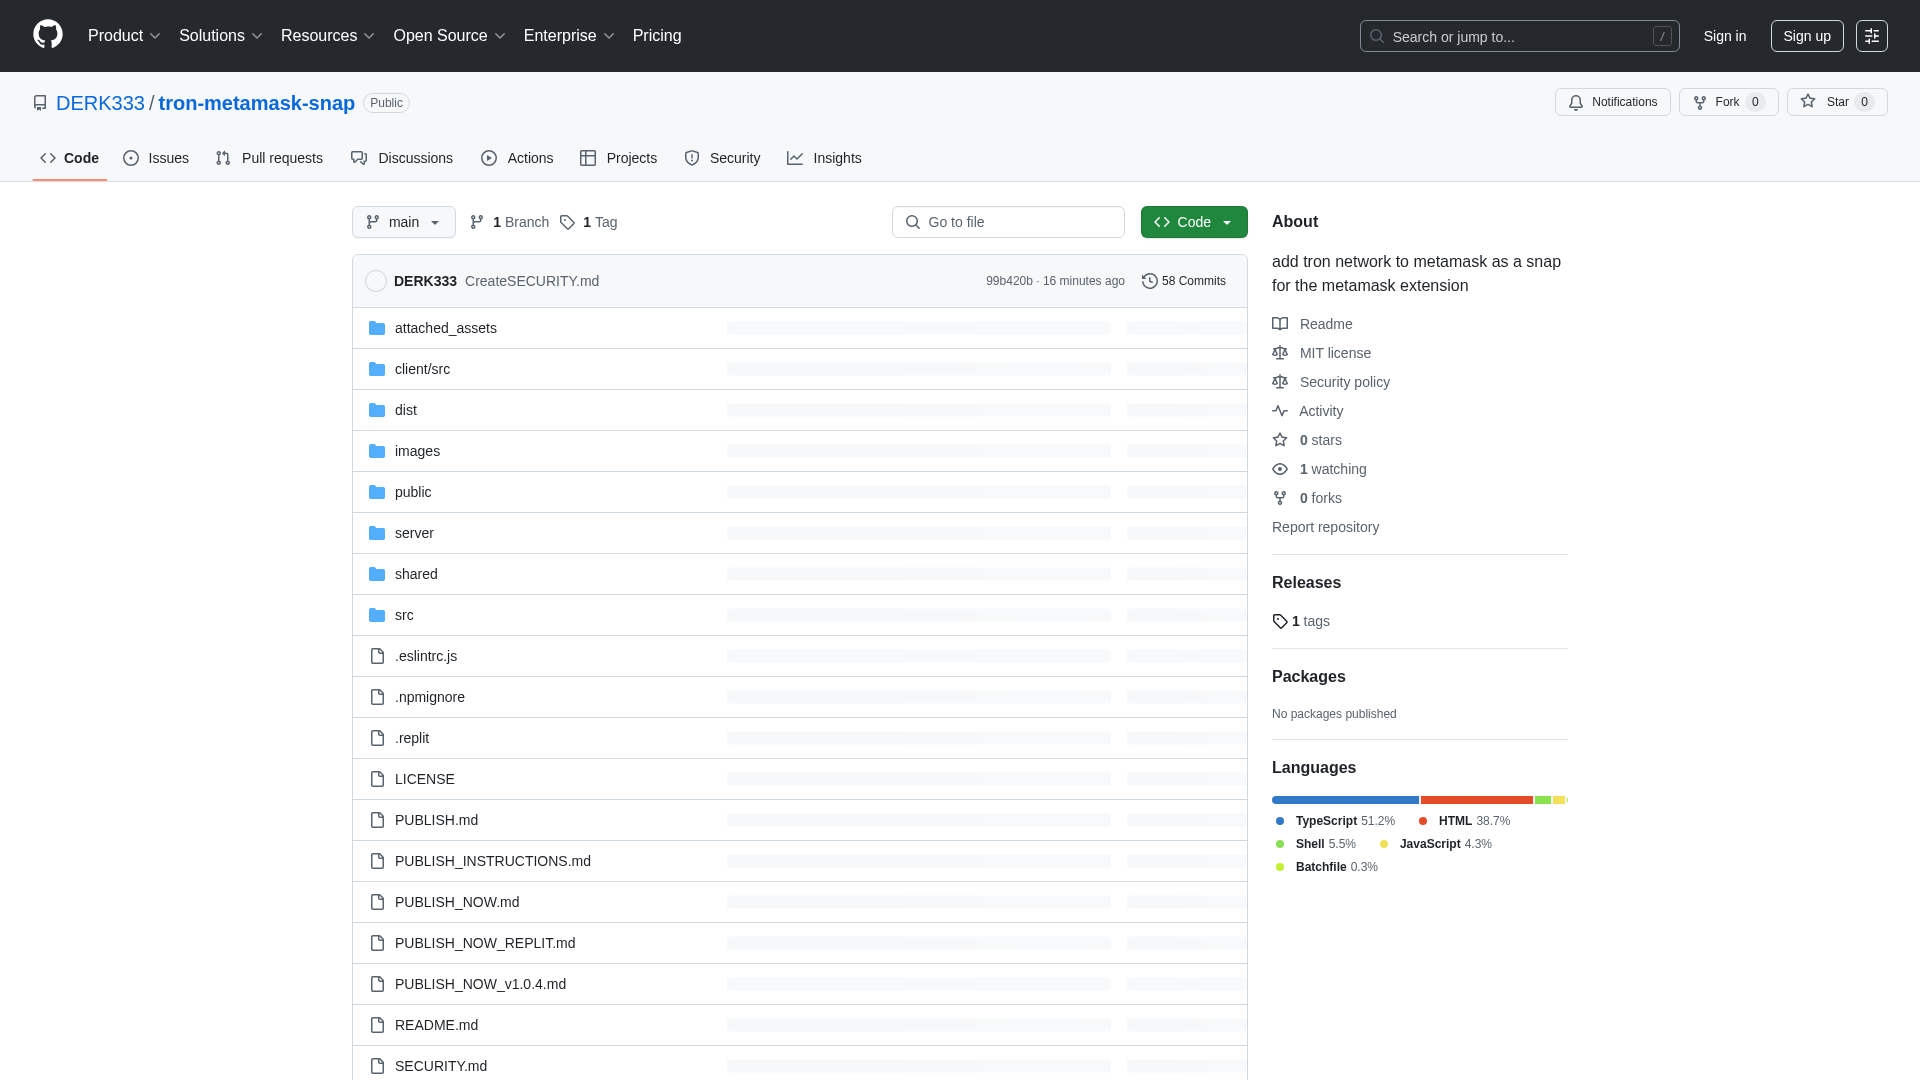 Product Solutions Resources Open Source Enterprise Pricing Search or jump to... / Sign in Sign up
DERK333 / tron-metamask-snap Public Notifications Fork 0 Star 0
Code Issues Pull requests Discussions Actions Projects Security Insights
main 1 Branch 1 Tag Go to file Code
DERK333 CreateSECURITY.md 99b420b · 16 minutes ago 58 Commits
attached_assets
client/src
dist
images
public
server
shared
src
.eslintrc.js
.npmignore
.replit
LICENSE
PUBLISH.md
PUBLISH_INSTRUCTIONS.md
PUBLISH_NOW.md
PUBLISH_NOW_REPLIT.md
PUBLISH_NOW_v1.0.4.md
README.md
SECURITY.md
About
add tron network to metamask as a snap
for the metamask extension
Readme
MIT license
Security policy
Activity
0 stars
1 watching
0 forks
Report repository
Releases
1 tags
Packages
No packages published
Languages
TypeScript 51.2% HTML 38.7%
Shell 5.5% JavaScript 4.3%
Batchfile 0.3%